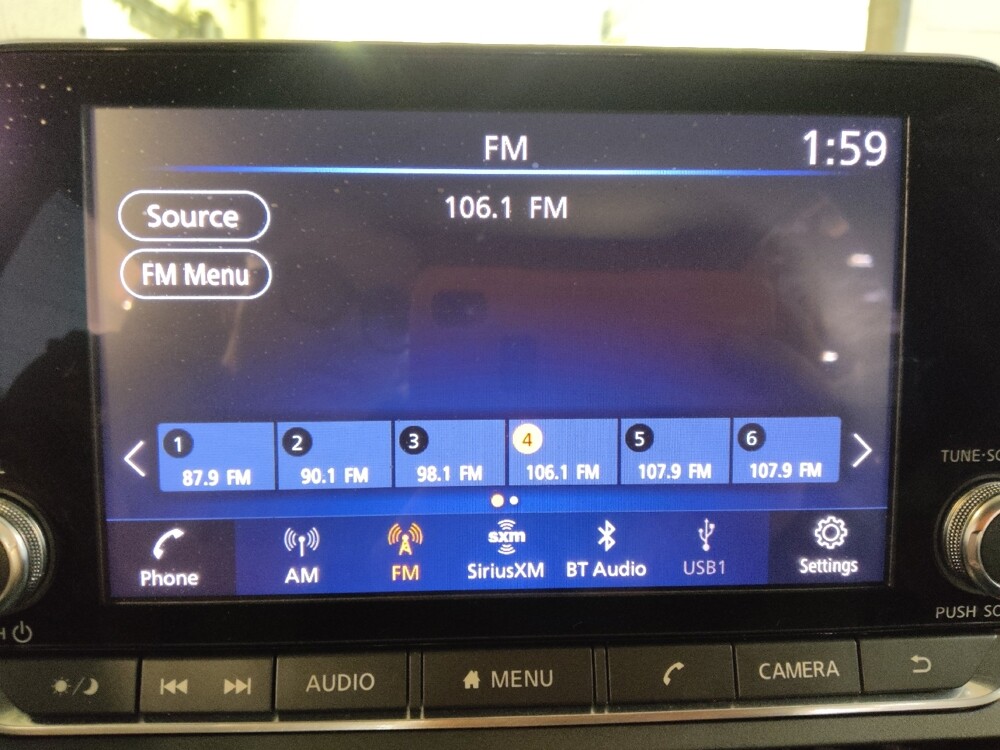 FM
1:59
Source
106.1 FM
FM Menu
1 2 3 4 5 6
87.9 FM 90.1 FM 98.1 FM 106.1 FM 107.9 FM 107.9 FM
sxm
Phone AM FM SiriusXM BT Audio USB1 Settings
TUNE·SC
PUSH SO
H
AUDIO MENU CAMERA